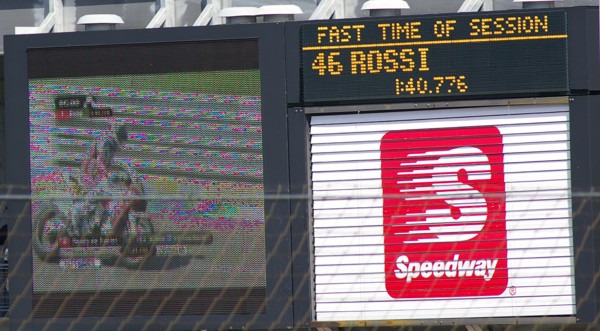 FAST TIME OF SESSION
46 ROSSI
1:40.776
S
Speedway
®